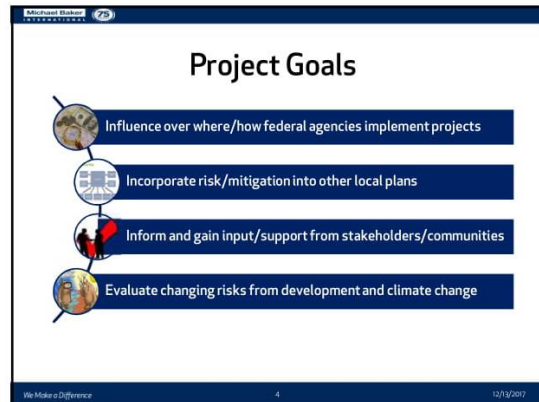 Michael Baker
INTERNATIONAL
75
Project Goals
Influence over where/how federal agencies implement projects
Incorporate risk/mitigation into other local plans
Inform and gain input/support from stakeholders/communities
Evaluate changing risks from development and climate change
We Make a Difference
4
12/13/2017